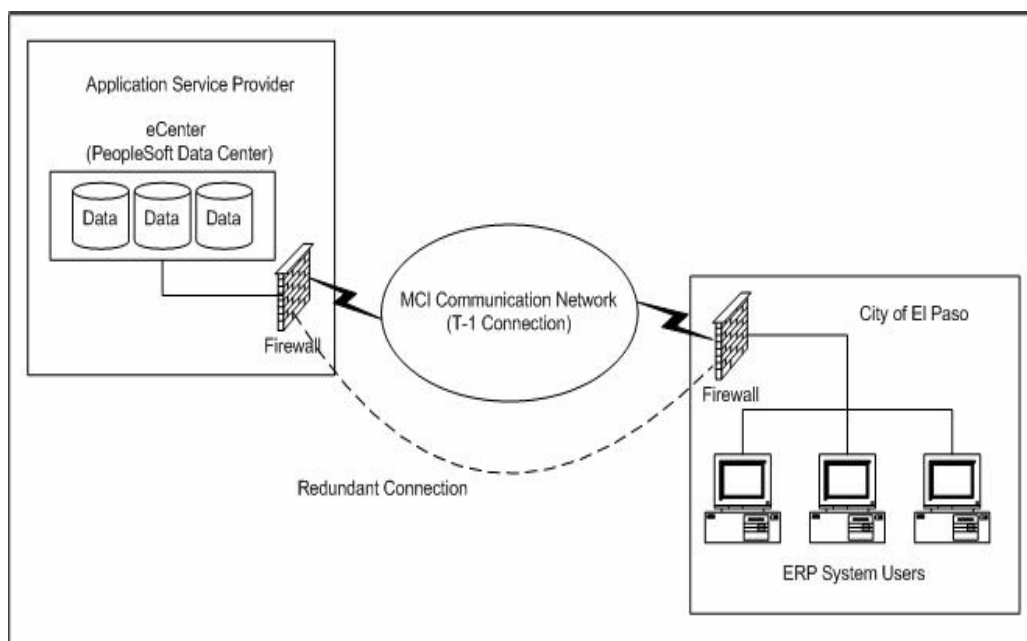 Application Service Provider
eCenter
(PeopleSoft Data Center)
Data
Data
Data
Firewall
MCI Communication Network
(T-1 Connection)
Redundant Connection
City of El Paso
Firewall
ERP System Users